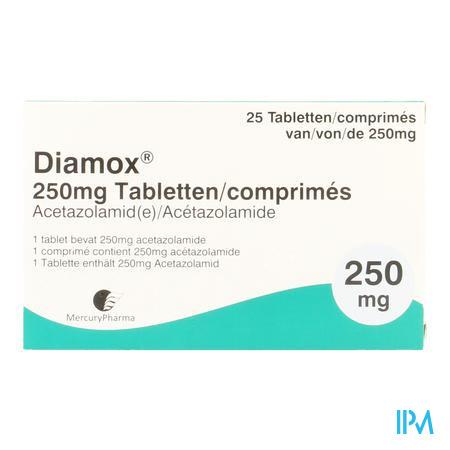 25 Tabletten/comprimés
van/von/de 250mg
Diamox®
250mg Tabletten/comprimés
Acetazolamid(e)/Acétazolamide
1 tablet bevat 250mg acetazolamide
1 comprimé contient 250mg acétazolamide
1 Tablette enthält 250mg Acetazolamid
250
mg
MercuryPharma
IPM